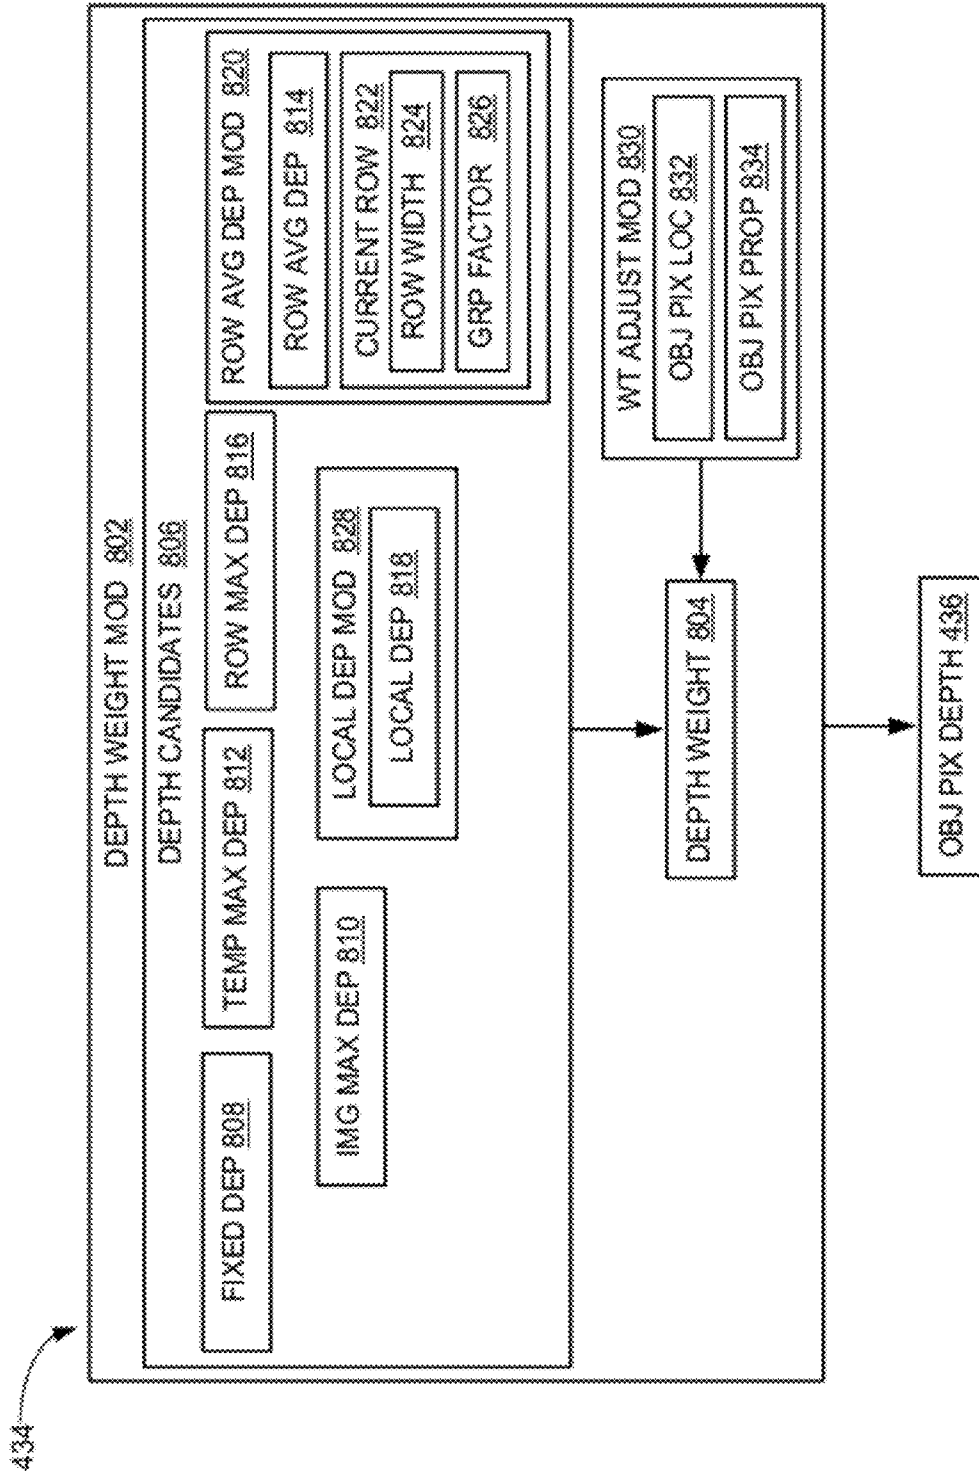 434
DEPTH WEIGHT MOD 802
DEPTH CANDIDATES 806
FIXED DEP 808
TEMP MAX DEP 812
ROW MAX DEP 816
ROW AVG DEP MOD 820
ROW AVG DEP 814
CURRENT ROW 822
ROW WIDTH 824
GRP FACTOR 826
IMG MAX DEP 810
LOCAL DEP MOD 828
LOCAL DEP 818
DEPTH WEIGHT 804
WT ADJUST MOD 830
OBJ PIX LOC 832
OBJ PIX PROP 834
OBJ PIX DEPTH 436